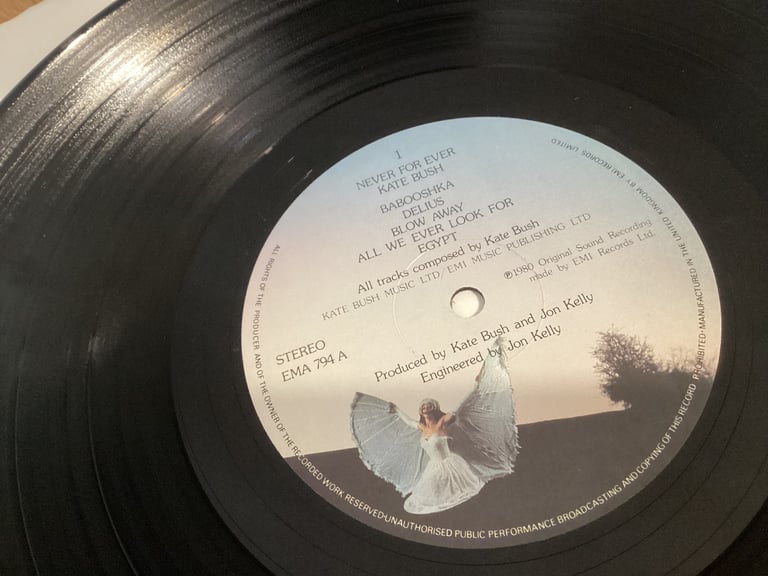 I
NEVER FOR EVER
KATE BUSH
BABOOSHKA
DELIUS
BLOW AWAY
ALL WE EVER LOOK FOR
EGYPT
All tracks composed by Kate Bush
KATE BUSH MUSIC LTD/EMI MUSIC PUBLISHING LTD
℗1980 Original Sound Recording
made by EMI Records Ltd.
STEREO
EMA 794 A
Produced by Kate Bush and Jon Kelly
Engineered by Jon Kelly
ALL RIGHTS OF THE PRODUCER AND OF THE OWNER OF THE RECORDED WORK RESERVED·UNAUTHORISED PUBLIC PERFORMANCE BROADCASTING AND COPYING OF THIS RECORD PROHIBITED·MANUFACTURED IN THE UNITED KINGDOM BY EMI RECORDS LIMITED